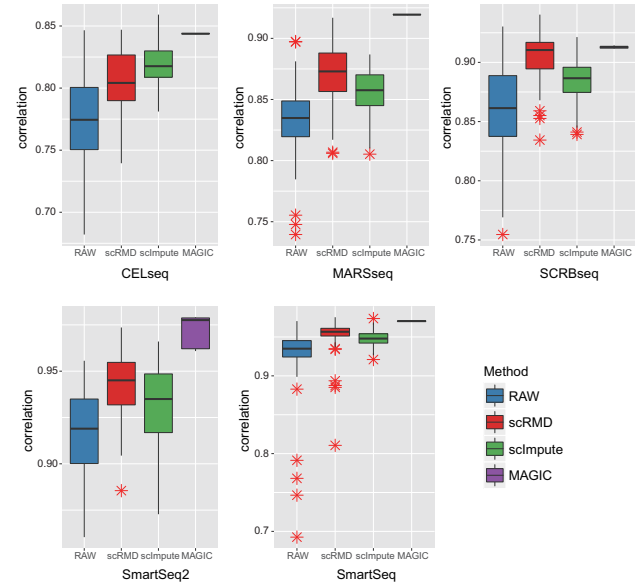 correlation
0.85
0.80
0.75
0.70
RAW scRMD scImpute MAGIC
CELseq
correlation
0.90
0.85
0.80
0.75
RAW scRMD scImpute MAGIC
MARSseq
correlation
0.90
0.85
0.80
0.75
RAW scRMD scImpute MAGIC
SCRBseq
correlation
0.95
0.90
RAW scRMD scImpute MAGIC
SmartSeq2
correlation
0.9
0.8
0.7
RAW scRMD scImpute MAGIC
SmartSeq
Method
RAW
scRMD
scImpute
MAGIC